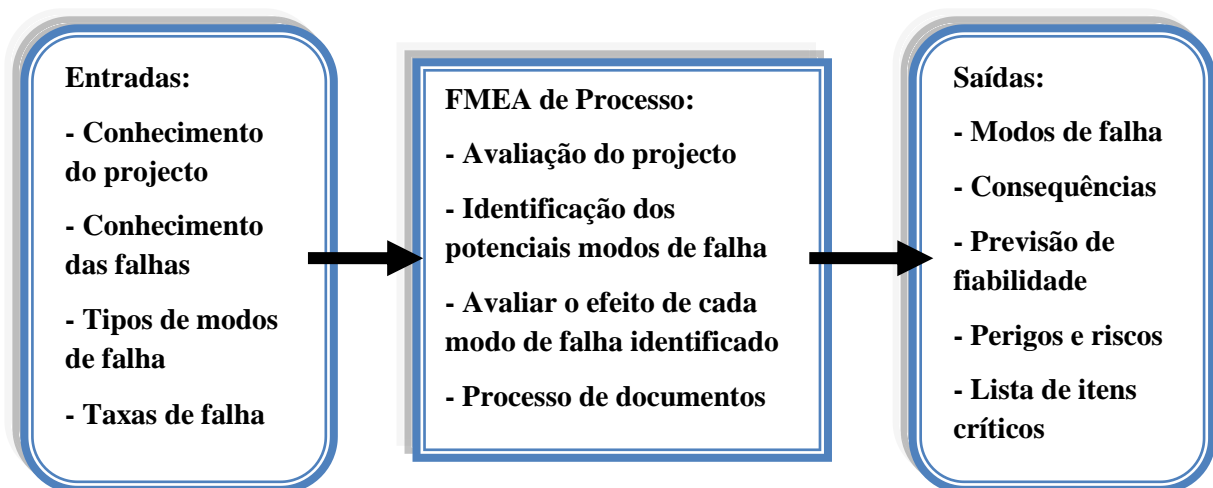 Entradas:
- Conhecimento
do projecto
- Conhecimento
das falhas
- Tipos de modos
de falha
- Taxas de falha
FMEA de Processo:
- Avaliação do projecto
- Identificação dos
potenciais modos de falha
- Avaliar o efeito de cada
modo de falha identificado
- Processo de documentos
Saídas:
- Modos de falha
- Consequências
- Previsão de
fiabilidade
- Perigos e riscos
- Lista de itens
críticos